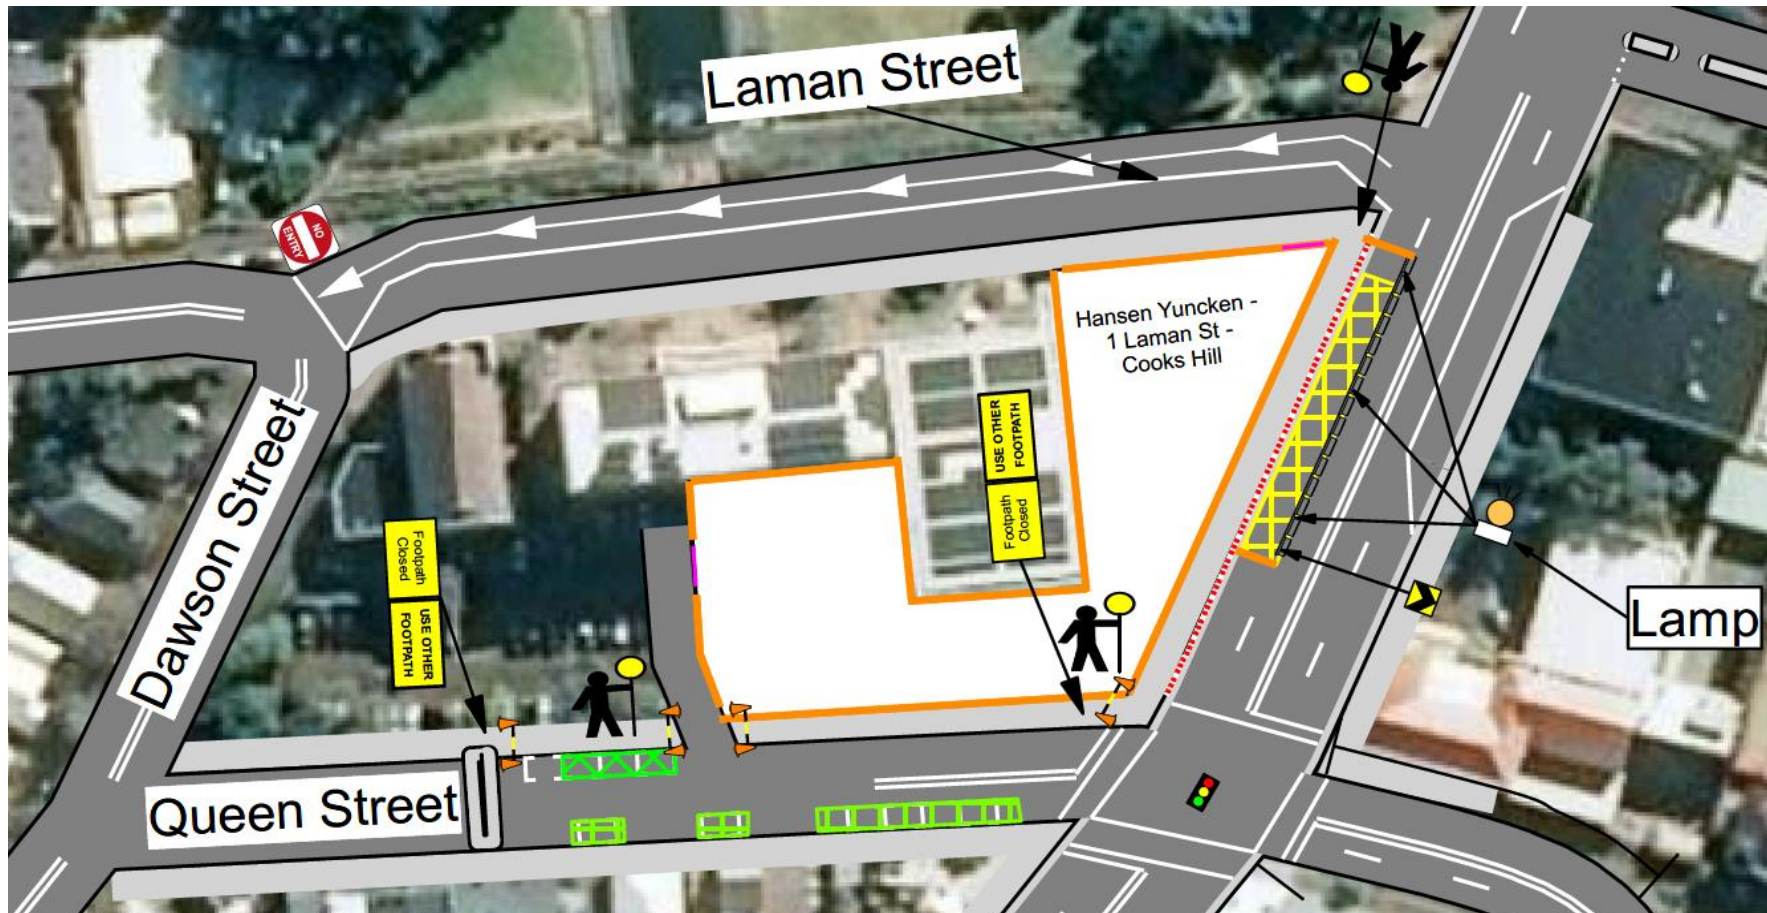 Laman Street
NO
ENTRY
Hansen Yuncken -
1 Laman St -
Cooks Hill
Dawson Street
USE OTHER
FOOTPATH
Footpath
Closed
Footpath
Closed
USE OTHER
FOOTPATH
Lamp
Queen Street